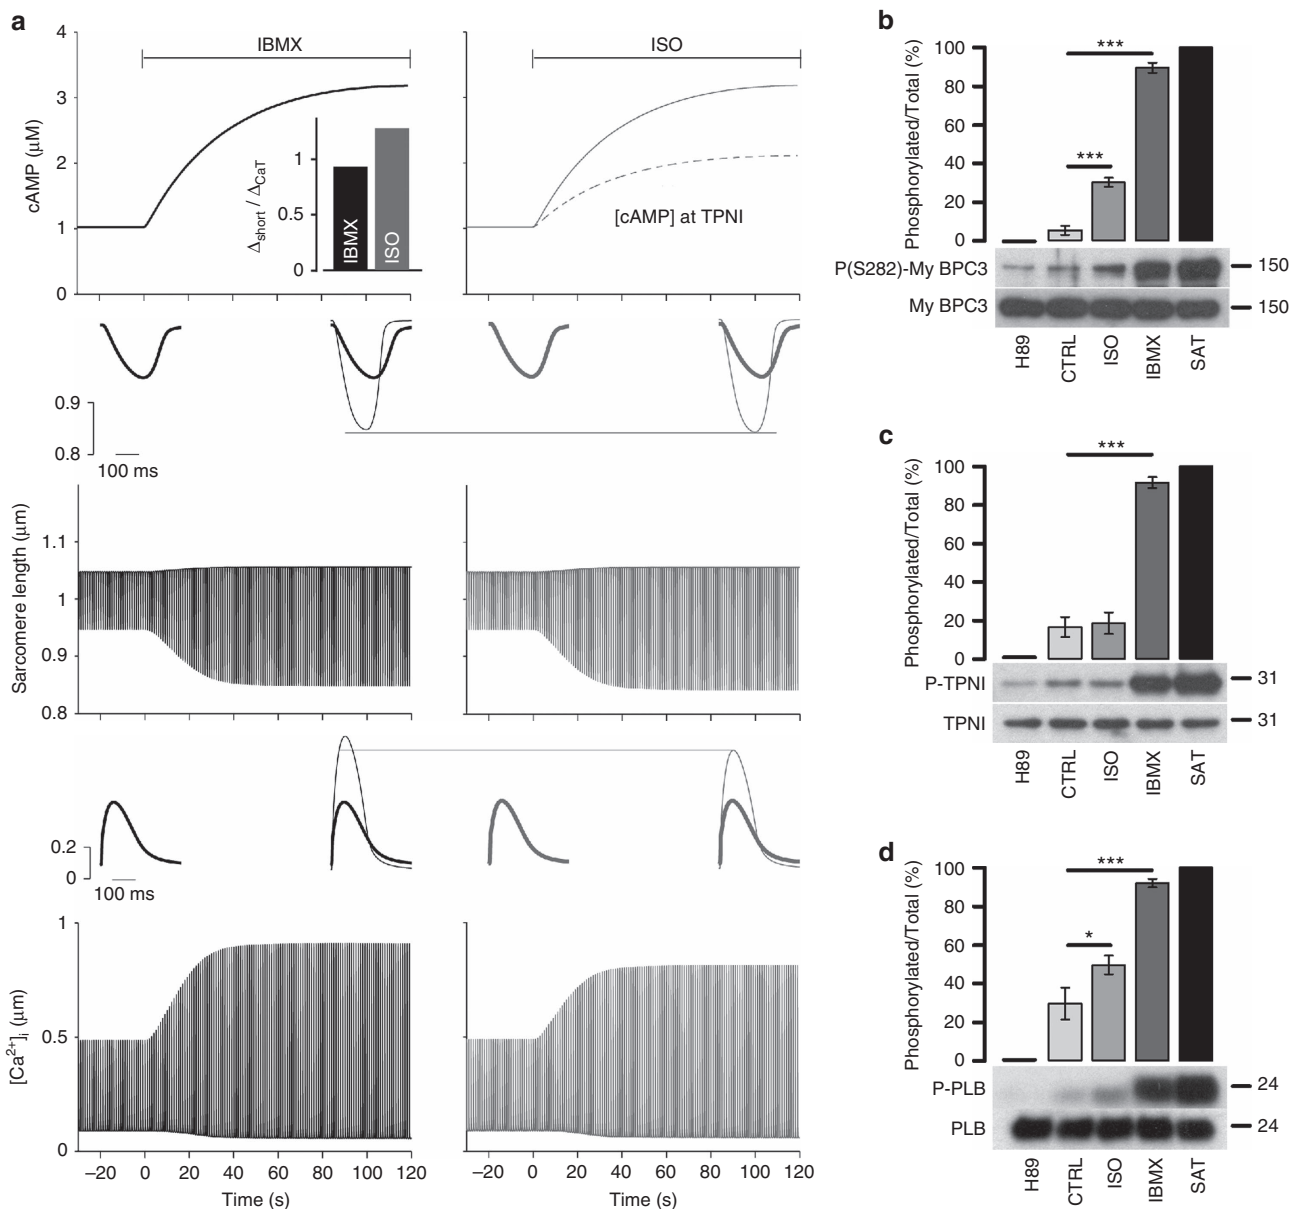 a
IBMX
ISO
4
3
2
1
0
cAMP (μM)
1
0.5
0
Δshort / ΔCaT
IBMX
ISO
[cAMP] at TPNI
0.9
0.8
100 ms
1.1
1
0.9
0.8
Sarcomere length (μm)
0.2
0
100 ms
1
0.5
0
[Ca2+]i (μm)
–20 0 20 40 60 80 100 120
–20 0 20 40 60 80 100 120
Time (s)
Time (s)
b
***
***
100
80
60
40
20
0
Phosphorylated/Total (%)
P(S282)-My BPC3
150
My BPC3
150
H89 CTRL ISO IBMX SAT
c
***
100
80
60
40
20
0
Phosphorylated/Total (%)
P-TPNI
31
TPNI
31
H89 CTRL ISO IBMX SAT
d
***
*
100
80
60
40
20
0
Phosphorylated/Total (%)
P-PLB
24
PLB
24
H89 CTRL ISO IBMX SAT